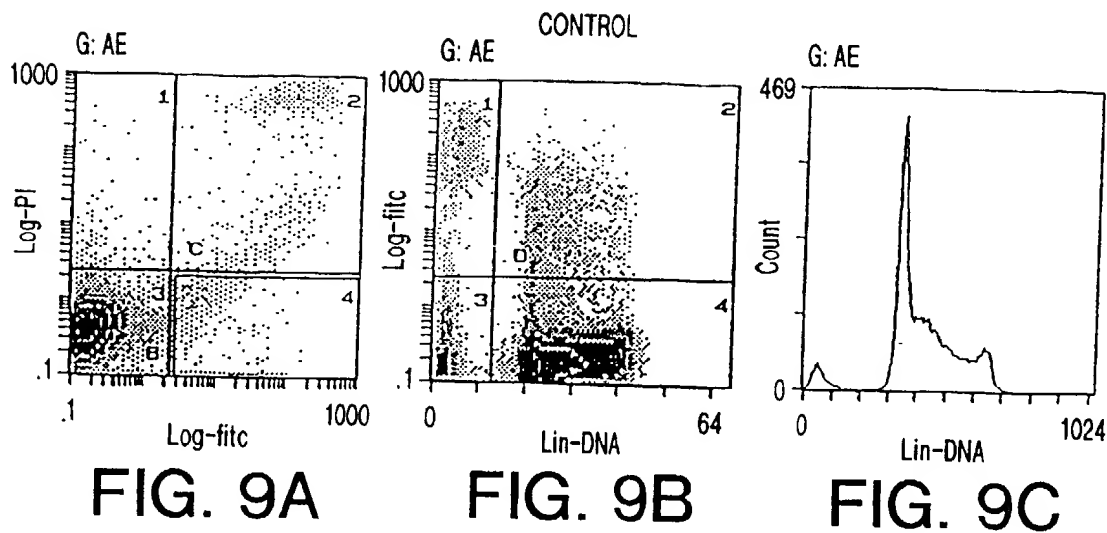 CONTROL
G: AE
1000
1
2
C
3
4
B
.1
.1
1000
Log-PI
Log-fitc
FIG. 9A
G: AE
1000
1
2
D
3
4
.1
0
64
Log-fitc
Lin-DNA
FIG. 9B
G: AE
469
0
0
1024
Count
Lin-DNA
FIG. 9C